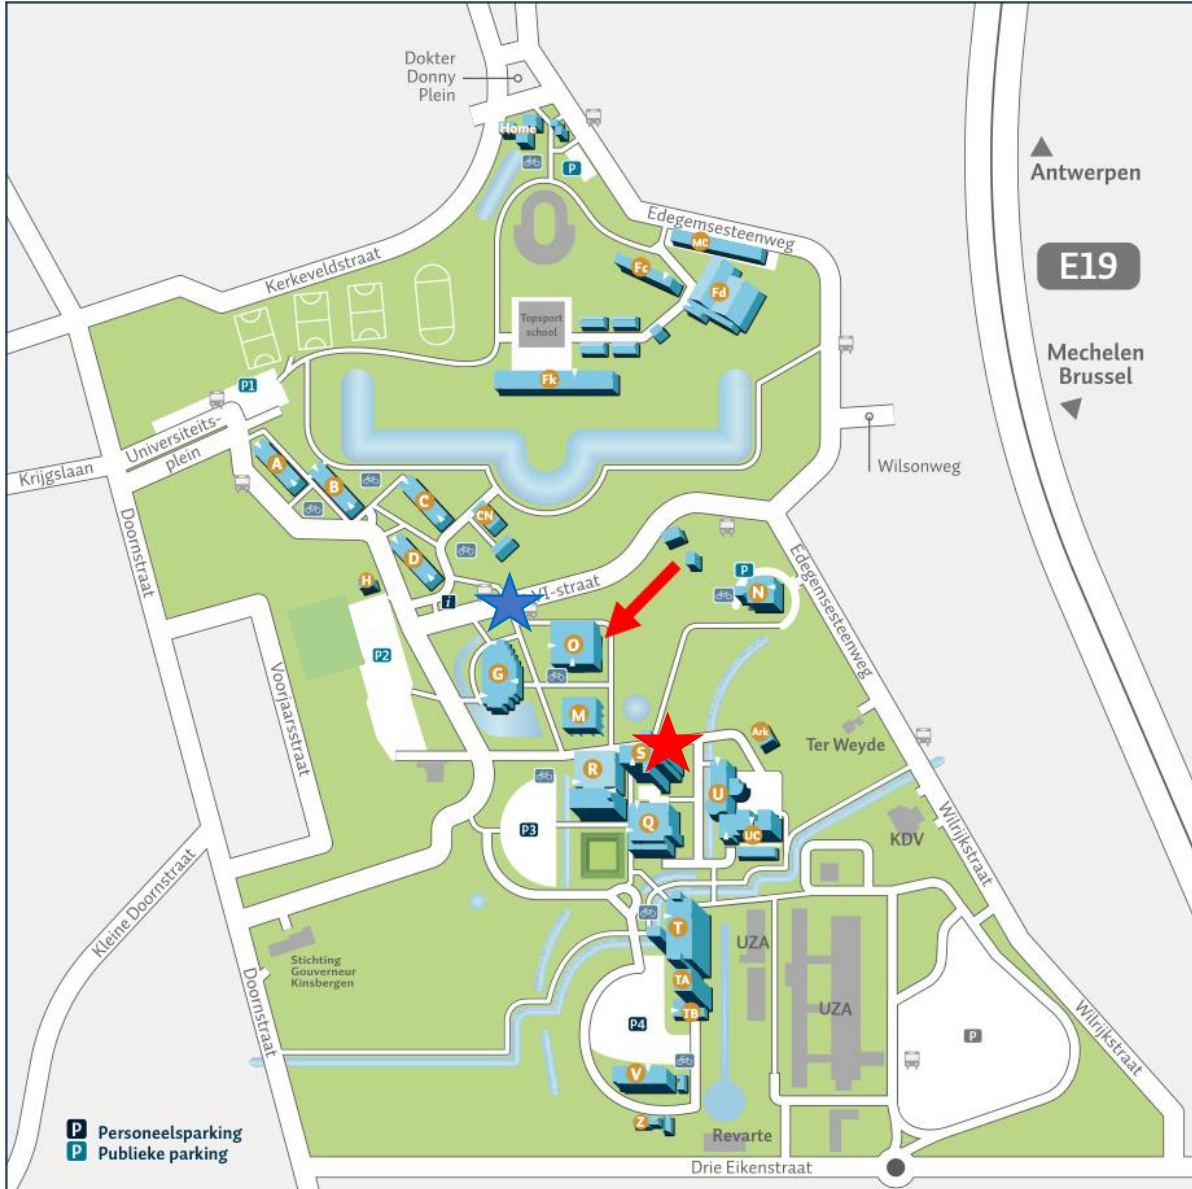 Dokter
Donny
Plein
Home
P
Edegemsesteenweg
MC
Fc
Fd
Antwerpen
E19
Mechelen
Brussel
Kerkeveldstraat
Topsport
school
Fk
P1
Universiteits-
plein
Krijgslaan
Wilsonweg
A
B
C
CN
D
H
i
VI-straat
P
N
Edegemsesteenweg
Doornstraat
P2
O
G
M
Voorjaarsstraat
Ark
Ter Weyde
S
R
U
Q
UC
P3
KDV
Wilrijkstraat
Kleine Doornstraat
T
UZA
Stichting
Gouverneur
Kinsbergen
Doornstraat
TA
TB
UZA
P4
P
Wilrijkstraat
V
Z
Revarte
P Personeelsparking
P Publieke parking
Drie Eikenstraat